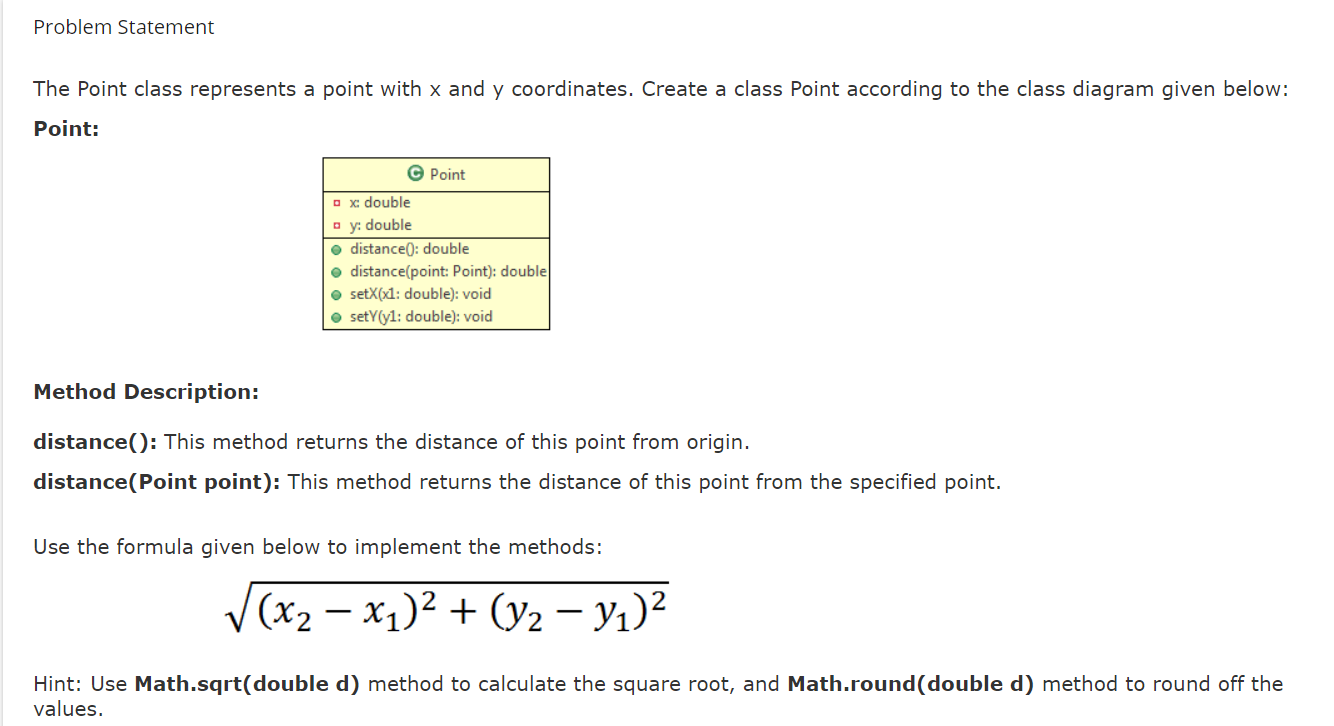 Problem Statement
The Point class represents a point with x and y coordinates. Create a class Point according to the class diagram given below:
Point:
C Point
x: double
y: double
distance(): double
distance(point: Point): double
setX(x1: double): void
setY(y1: double): void
Method Description:
distance(): This method returns the distance of this point from origin.
distance(Point point): This method returns the distance of this point from the specified point.
Use the formula given below to implement the methods:
√(x₂ − x₁)² + (y₂ − y₁)²
Hint: Use Math.sqrt(double d) method to calculate the square root, and Math.round(double d) method to round off the
values.